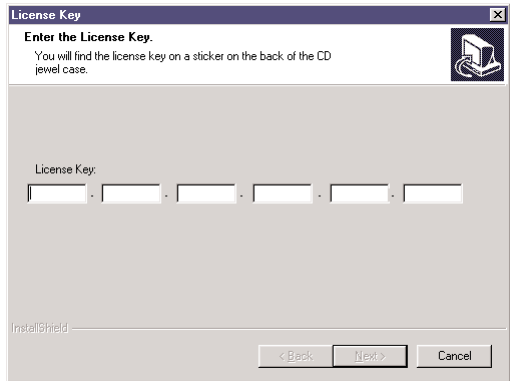 License Key
Enter the License Key.
You will find the license key on a sticker on the back of the CD
jewel case.
License Key:
- - - - -
InstallShield
< Back Next > Cancel